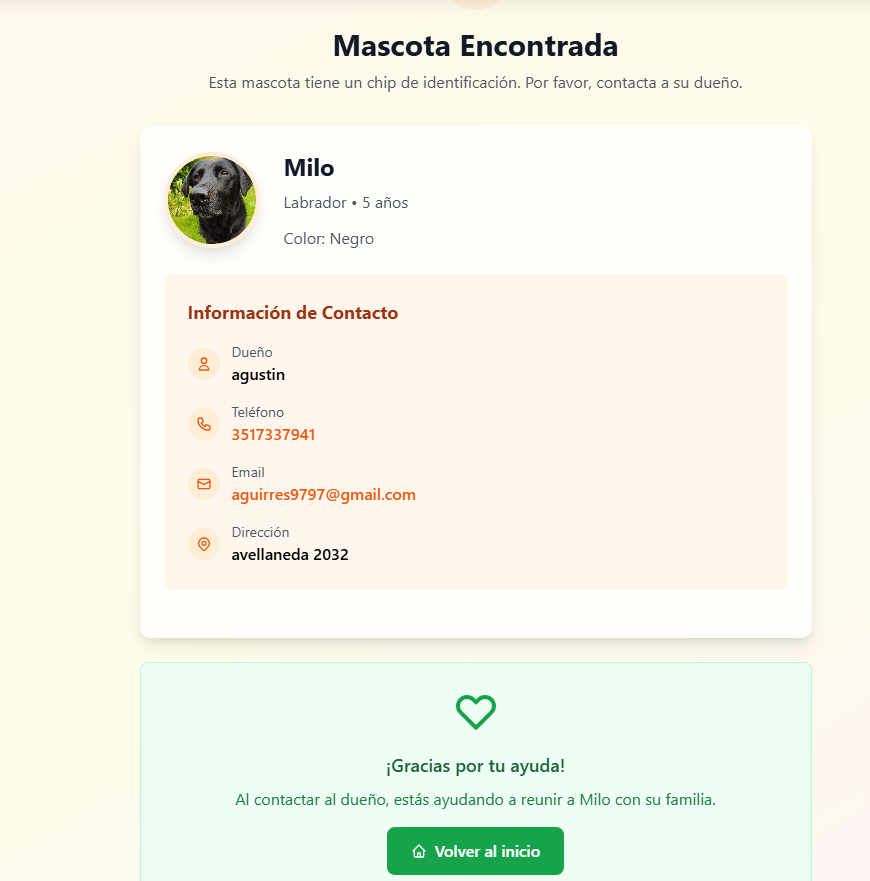 Mascota Encontrada
Esta mascota tiene un chip de identificación. Por favor, contacta a su dueño.
Milo
Labrador • 5 años
Color: Negro
Información de Contacto
Dueño
agustin
Teléfono
3517337941
Email
aguirres9797@gmail.com
Dirección
avellaneda 2032
¡Gracias por tu ayuda!
Al contactar al dueño, estás ayudando a reunir a Milo con su familia.
Volver al inicio